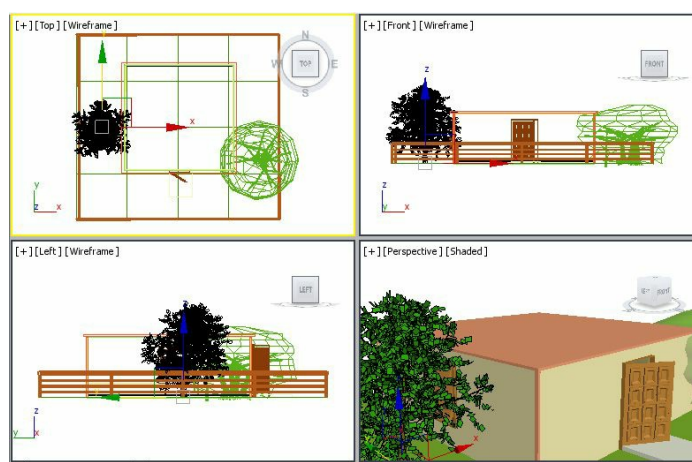 [+] [Top] [Wireframe]
N
W TOP E
S
x
y
z x
[+] [Front] [Wireframe]
FRONT
z
z
y x
[+] [Left] [Wireframe]
LEFT
z
z
y x
[+] [Perspective] [Shaded]
x